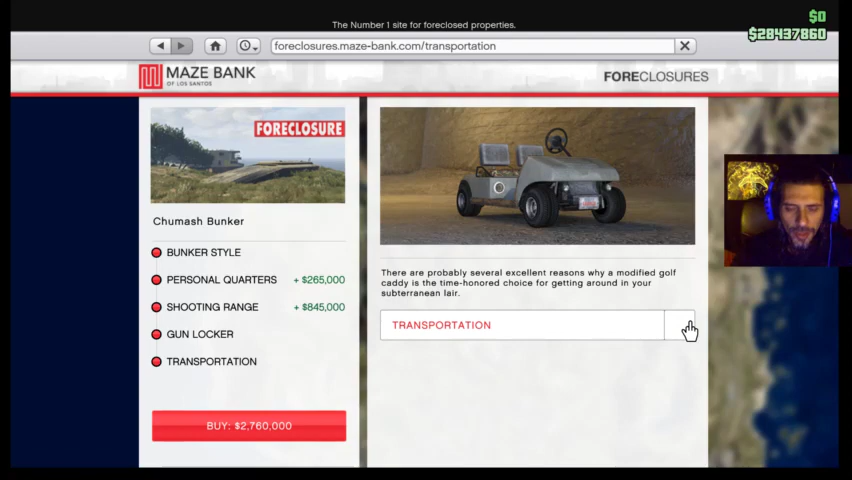 The Number 1 site for foreclosed properties.
$0
$28437860
foreclosures.maze-bank.com/transportation
MAZE BANK
OF LOS SANTOS
FORECLOSURES
FORECLOSURE
Chumash Bunker
BUNKER STYLE
PERSONAL QUARTERS + $265,000
SHOOTING RANGE + $845,000
GUN LOCKER
TRANSPORTATION
BUY: $2,760,000
There are probably several excellent reasons why a modified golf
caddy is the time-honored choice for getting around in your
subterranean lair.
TRANSPORTATION